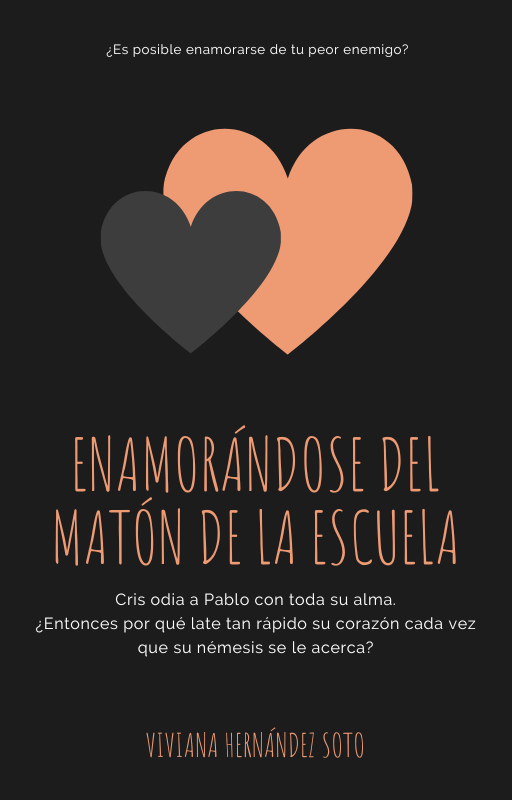 ¿Es posible enamorarse de tu peor enemigo?
ENAMORÁNDOSE DEL
MATÓN DE LA ESCUELA
Cris odia a Pablo con toda su alma.
¿Entonces por qué late tan rápido su corazón cada vez
que su némesis se le acerca?
VIVIANA HERNÁNDEZ SOTO